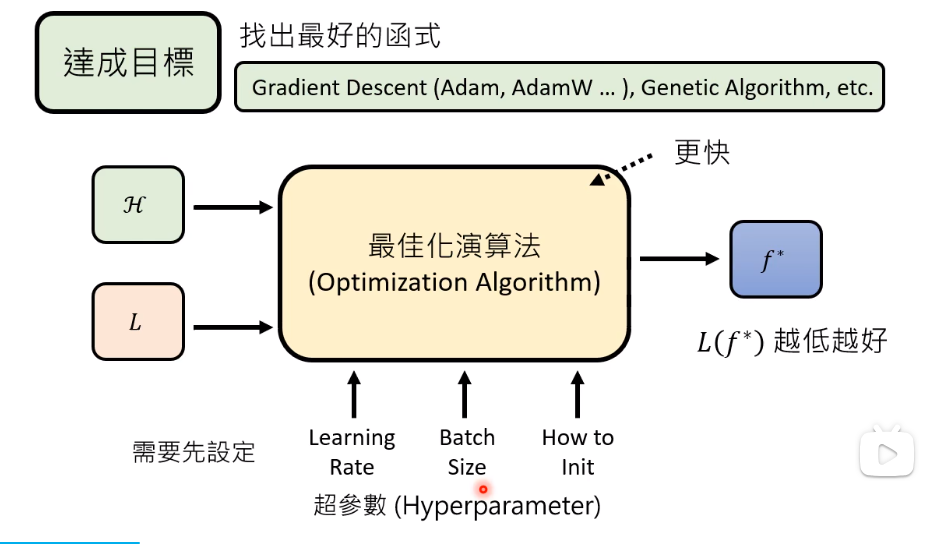 達成目標
找出最好的函式
Gradient Descent (Adam, AdamW … ), Genetic Algorithm, etc.
更快
ℋ
最佳化演算法
(Optimization Algorithm)
f*
L
L(f*) 越低越好
需要先設定
Learning
Rate
Batch
Size
How to
Init
超參數 (Hyperparameter)